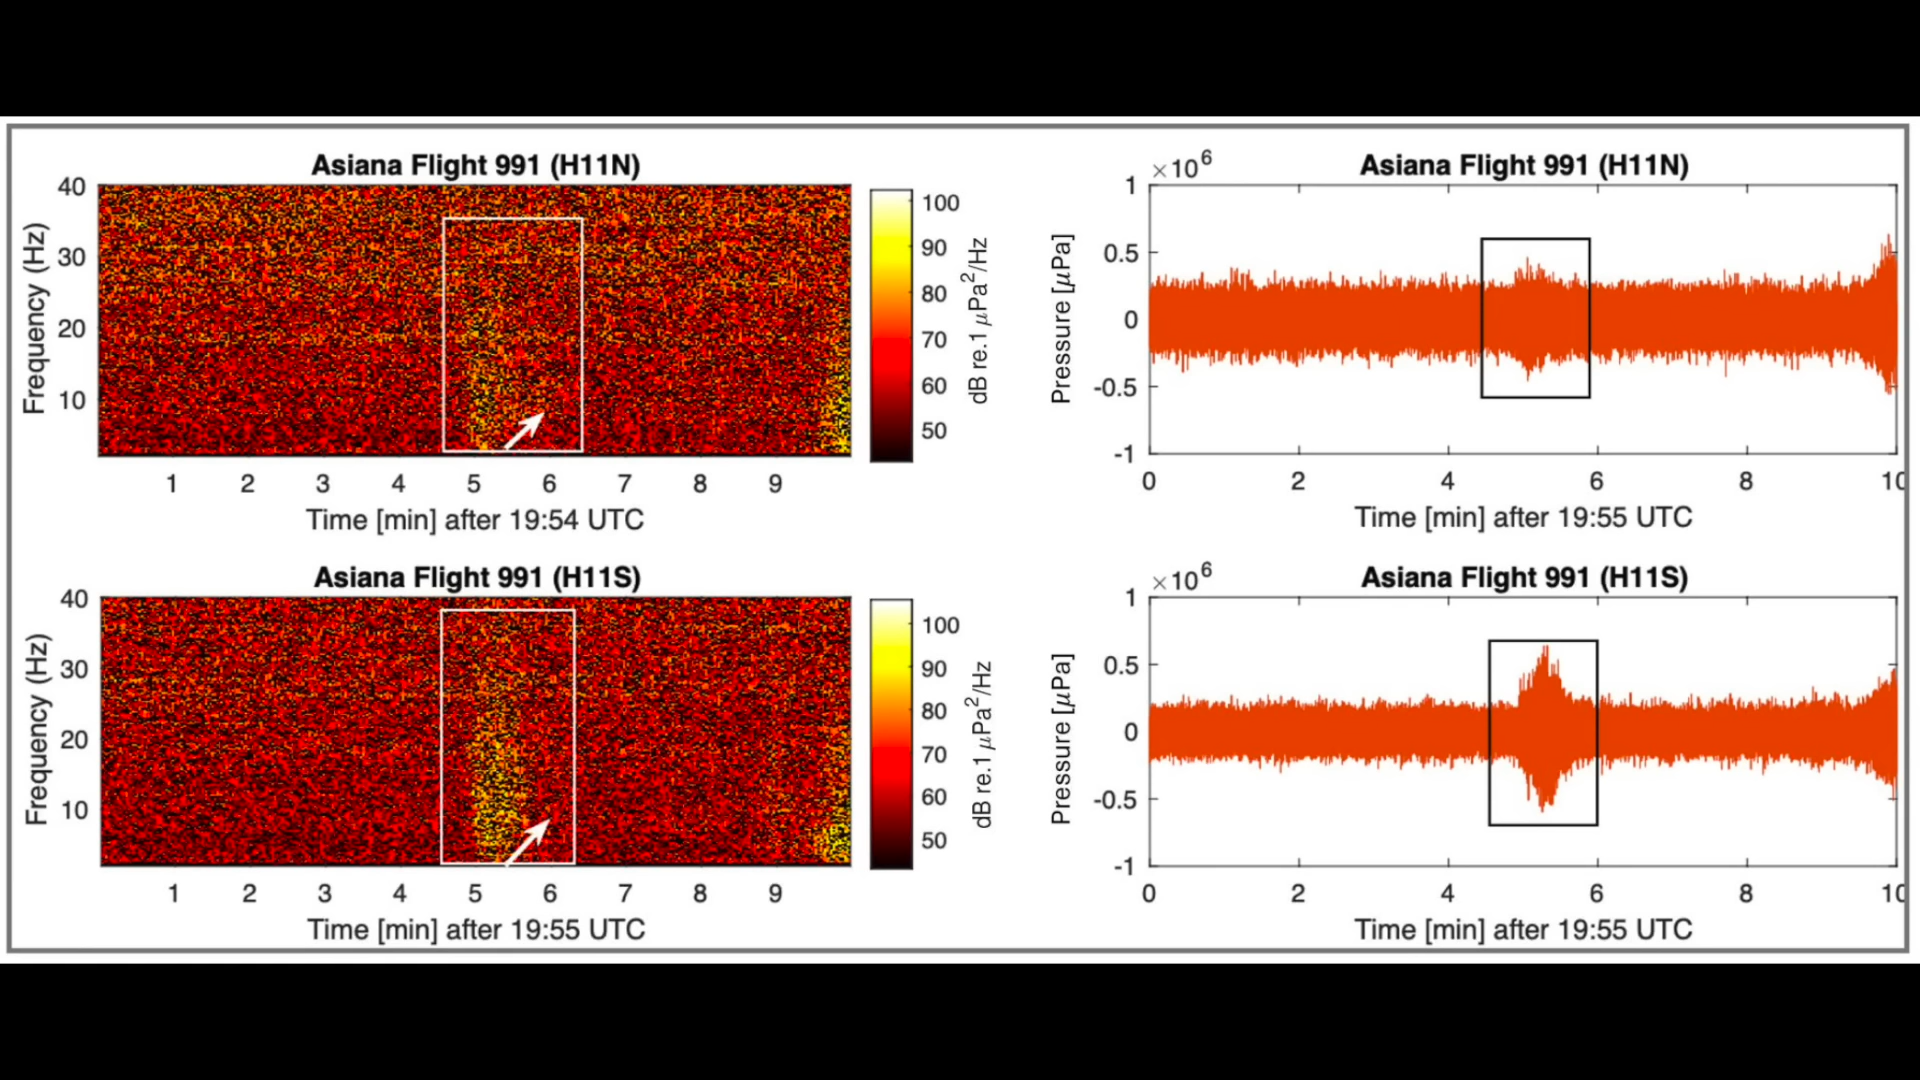 Asiana Flight 991 (H11N)
40
30
20
10
Frequency (Hz)
1 2 3 4 5 6 7 8 9
Time [min] after 19:54 UTC
100
90
80
70
60
50
dB re.1 μPa²/Hz
Asiana Flight 991 (H11N)
×10⁶
1
0.5
0
-0.5
-1
Pressure [μPa]
0 2 4 6 8 10
Time [min] after 19:55 UTC
Asiana Flight 991 (H11S)
40
30
20
10
Frequency (Hz)
1 2 3 4 5 6 7 8 9
Time [min] after 19:55 UTC
100
90
80
70
60
50
dB re.1 μPa²/Hz
Asiana Flight 991 (H11S)
×10⁶
1
0.5
0
-0.5
-1
Pressure [μPa]
0 2 4 6 8 10
Time [min] after 19:55 UTC